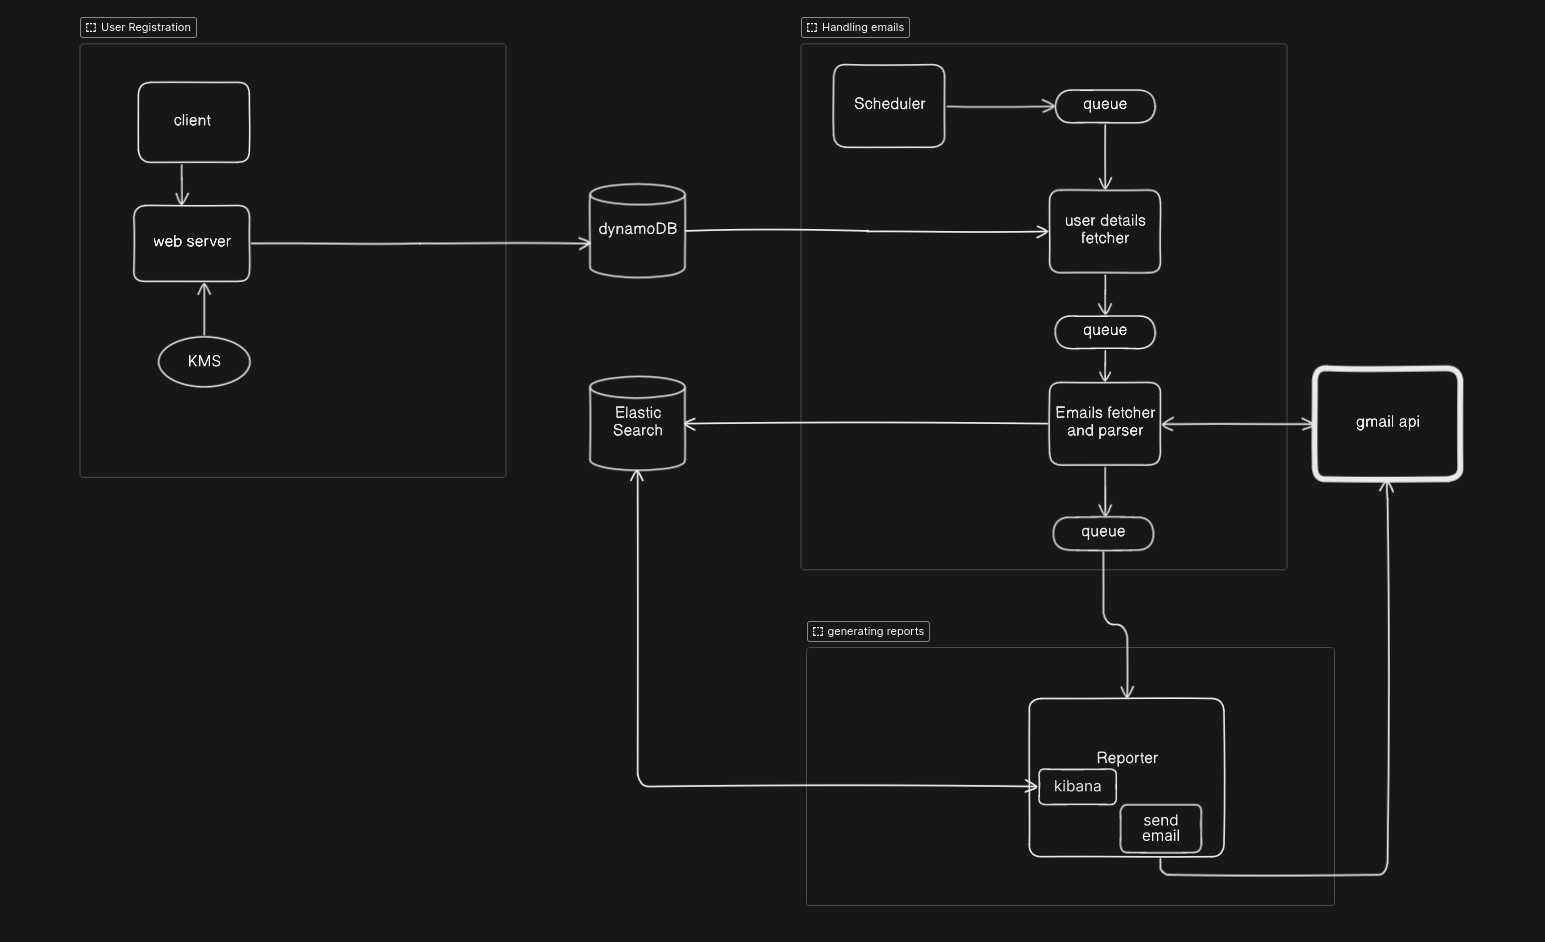 User Registration
client
web server
KMS
dynamoDB
Elastic
Search
Handling emails
Scheduler
queue
user details
fetcher
queue
Emails fetcher
and parser
queue
gmail api
generating reports
Reporter
kibana
send
email